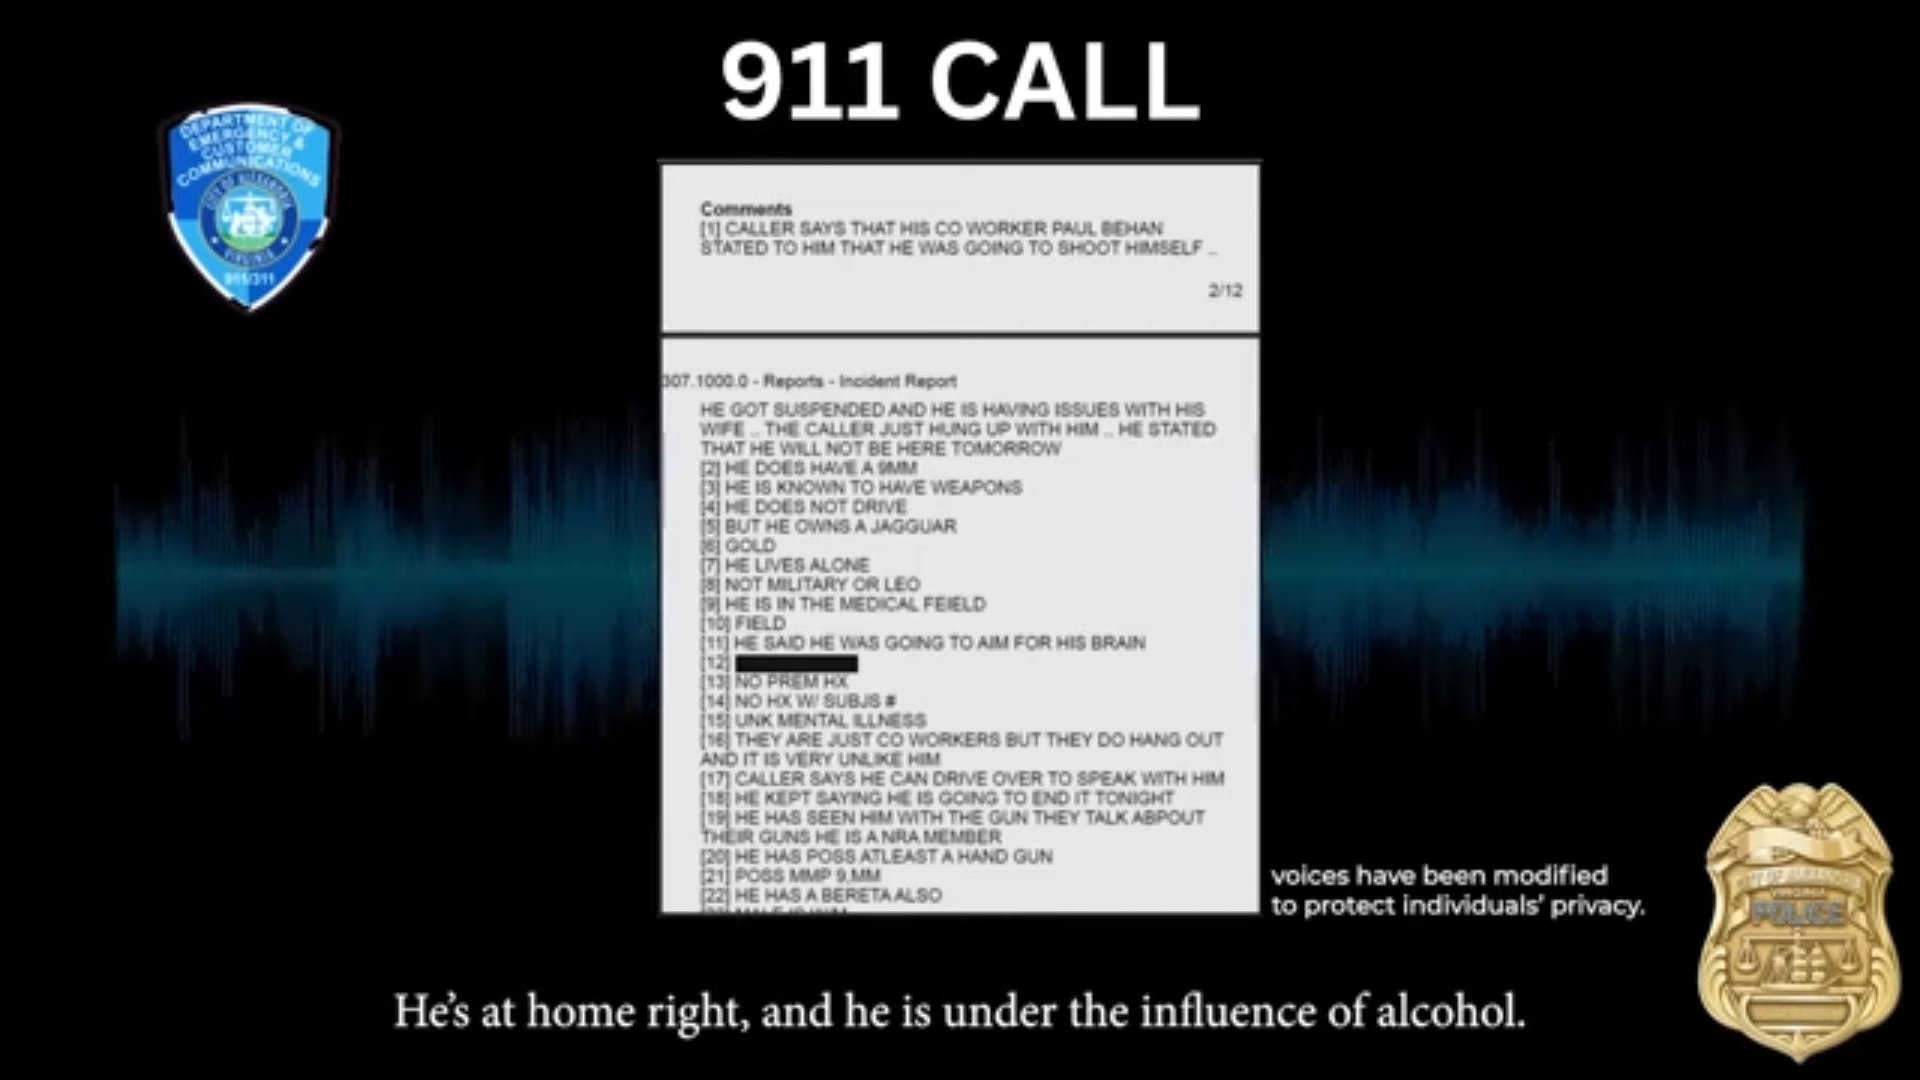 911 CALL
DEPARTMENT OF
EMERGENCY &
CUSTOMER
COMMUNICATIONS
CITY OF ALEXANDRIA
VIRGINIA
911/311
Comments
[1] CALLER SAYS THAT HIS CO WORKER PAUL BEHAN
STATED TO HIM THAT HE WAS GOING TO SHOOT HIMSELF ..
2/12
307.1000.0 - Reports - Incident Report
HE GOT SUSPENDED AND HE IS HAVING ISSUES WITH HIS
WIFE .. THE CALLER JUST HUNG UP WITH HIM .. HE STATED
THAT HE WILL NOT BE HERE TOMORROW
[2] HE DOES HAVE A 9MM
[3] HE IS KNOWN TO HAVE WEAPONS
[4] HE DOES NOT DRIVE
[5] BUT HE OWNS A JAGGUAR
[6] GOLD
[7] HE LIVES ALONE
[8] NOT MILITARY OR LEO
[9] HE IS IN THE MEDICAL FEIELD
[10] FIELD
[11] HE SAID HE WAS GOING TO AIM FOR HIS BRAIN
[12]
[13] NO PREM HX
[14] NO HX W/ SUBJS #
[15] UNK MENTAL ILLNESS
[16] THEY ARE JUST CO WORKERS BUT THEY DO HANG OUT
AND IT IS VERY UNLIKE HIM
[17] CALLER SAYS HE CAN DRIVE OVER TO SPEAK WITH HIM
[18] HE KEPT SAYING HE IS GOING TO END IT TONIGHT
[19] HE HAS SEEN HIM WITH THE GUN THEY TALK ABPOUT
THEIR GUNS HE IS A NRA MEMBER
[20] HE HAS POSS ATLEAST A HAND GUN
[21] POSS MMP 9.MM
[22] HE HAS A BERETA ALSO
voices have been modified
to protect individuals' privacy.
CITY OF ALEXANDRIA
VIRGINIA
POLICE
He's at home right, and he is under the influence of alcohol.